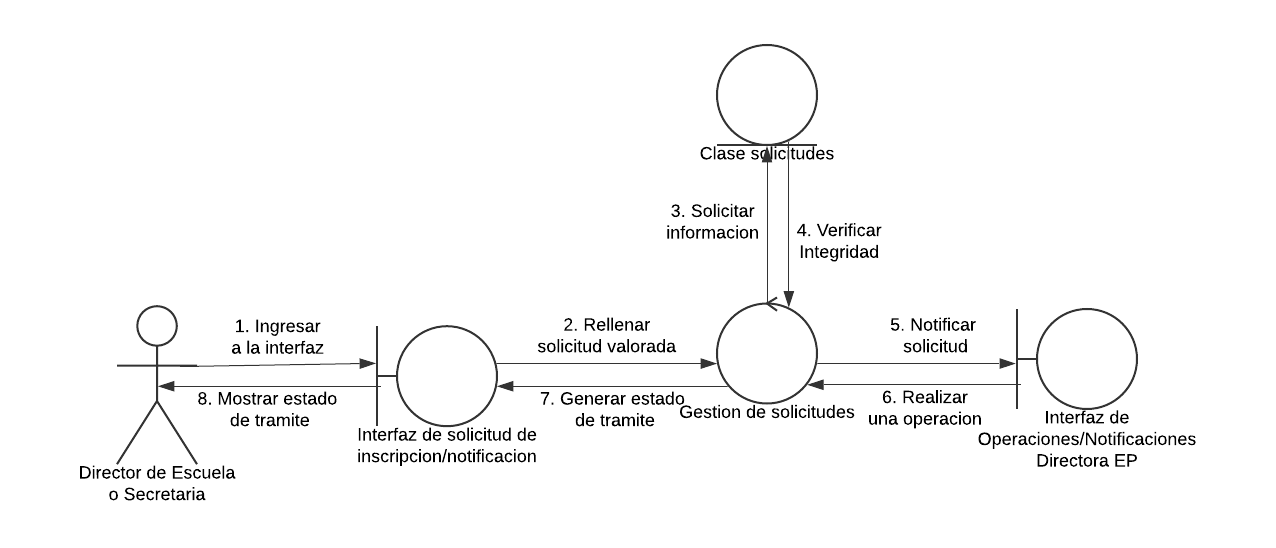 Clase solicitudes
3. Solicitar
informacion
4. Verificar
Integridad
1. Ingresar
a la interfaz
2. Rellenar
solicitud valorada
5. Notificar
solicitud
8. Mostrar estado
de tramite
7. Generar estado
de tramite
6. Realizar
una operacion
Gestion de solicitudes
Interfaz de solicitud de
inscripcion/notificacion
Interfaz de
Operaciones/Notificaciones
Directora EP
Director de Escuela
o Secretaria